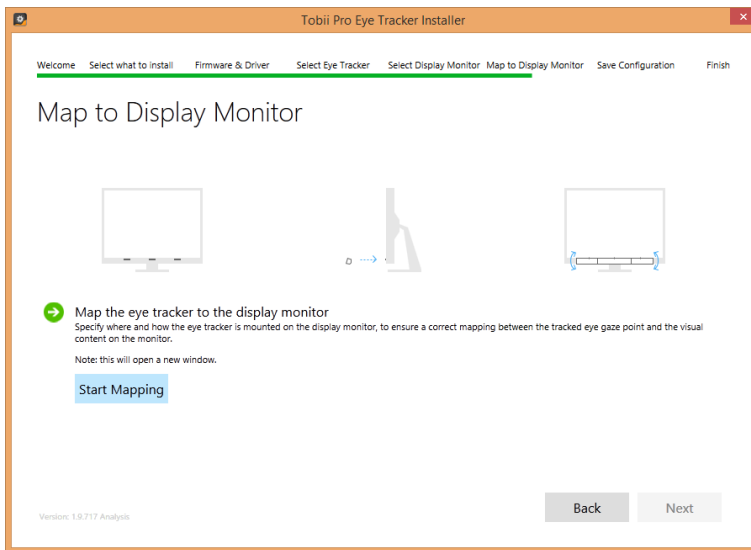 Tobii Pro Eye Tracker Installer
Welcome Select what to install Firmware & Driver Select Eye Tracker Select Display Monitor Map to Display Monitor Save Configuration Finish
Map to Display Monitor
D
Map the eye tracker to the display monitor
Specify where and how the eye tracker is mounted on the display monitor, to ensure a correct mapping between the tracked eye gaze point and the visual
content on the monitor.
Note: this will open a new window.
Start Mapping
Back Next
Version: 1.9.717 Analysis